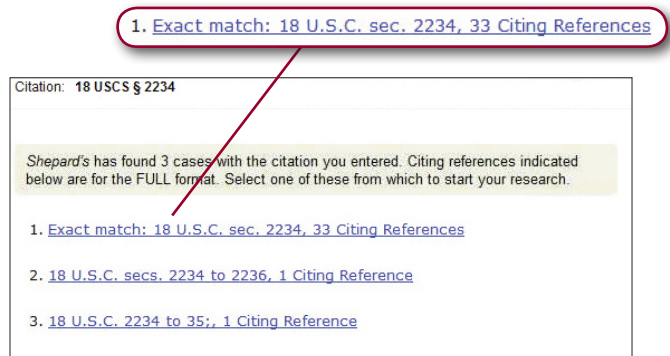 1. Exact match: 18 U.S.C. sec. 2234, 33 Citing References
Citation: 18 USCS § 2234
Shepard's has found 3 cases with the citation you entered. Citing references indicated
below are for the FULL format. Select one of these from which to start your research.
1. Exact match: 18 U.S.C. sec. 2234, 33 Citing References
2. 18 U.S.C. secs. 2234 to 2236, 1 Citing Reference
3. 18 U.S.C. 2234 to 35;, 1 Citing Reference